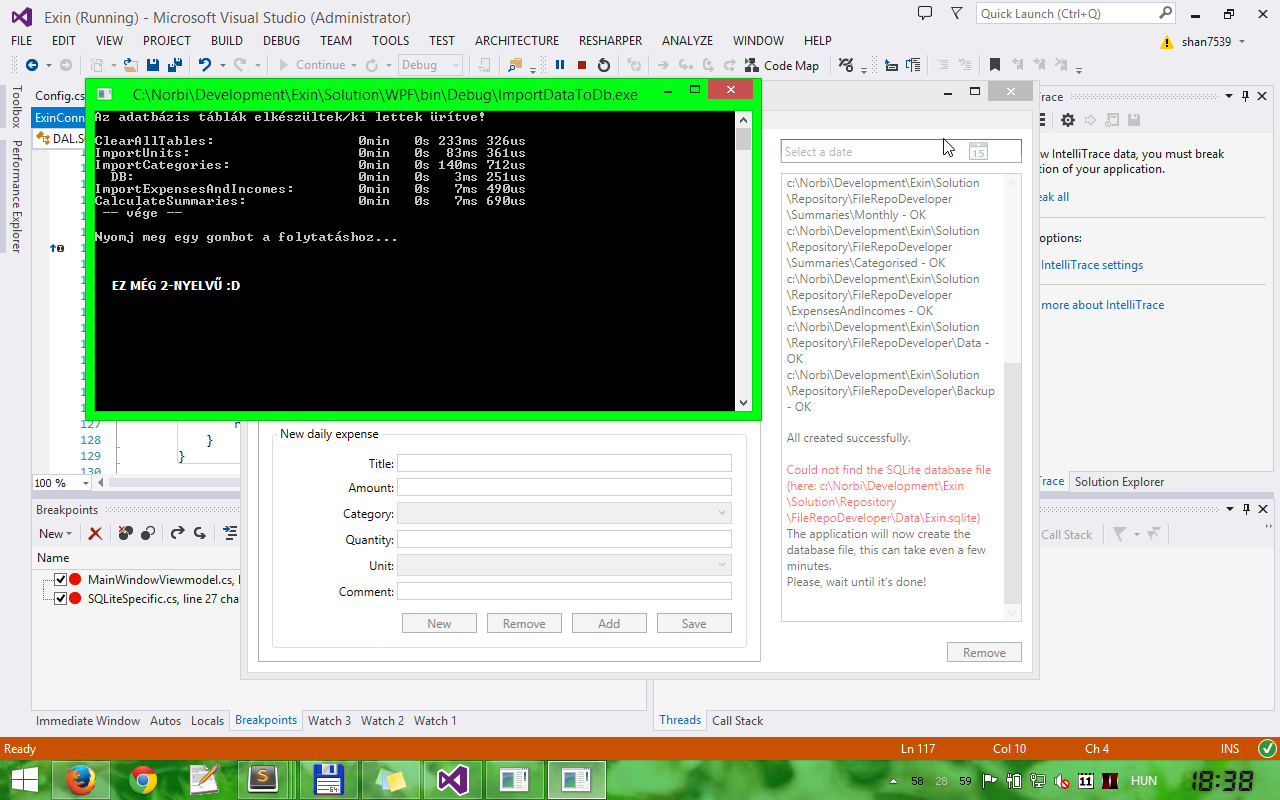 Exin (Running) - Microsoft Visual Studio (Administrator)
Quick Launch (Ctrl+Q)
FILE EDIT VIEW PROJECT BUILD DEBUG TEAM TOOLS TEST ARCHITECTURE RESHARPER ANALYZE WINDOW HELP
shan7539
Continue Debug Code Map
Toolbox
Performance Explorer
Config.cs
ExinConn
DAL.S
C:\Norbi\Development\Exin\Solution\WPF\bin\Debug\ImportDataToDb.exe
Az adatbázis táblák elkészültek/ki lettek ürítve!
ClearAllTables: 0min 0s 233ms 326us
ImportUnits: 0min 0s 83ms 361us
ImportCategories: 0min 0s 140ms 712us
DB: 0min 0s 3ms 251us
ImportExpensesAndIncomes: 0min 0s 7ms 490us
CalculateSummaries: 0min 0s 7ms 690us
-- vége --
Nyomj meg egy gombot a folytatáshoz...
EZ MÉG 2-NYELVŰ :D
127
128 }
129 }
130
100 %
Select a date
15
c:\Norbi\Development\Exin\Solution
\Repository\FileRepoDeveloper
\Summaries\Monthly - OK
c:\Norbi\Development\Exin\Solution
\Repository\FileRepoDeveloper
\Summaries\Categorised - OK
c:\Norbi\Development\Exin\Solution
\Repository\FileRepoDeveloper
\ExpensesAndIncomes - OK
c:\Norbi\Development\Exin\Solution
\Repository\FileRepoDeveloper\Data -
OK
c:\Norbi\Development\Exin\Solution
\Repository\FileRepoDeveloper\Backup
- OK
All created successfully.
Could not find the SQLite database file
(here: c:\Norbi\Development\Exin
\Solution\Repository
\FileRepoDeveloper\Data\Exin.sqlite)
The application will now create the
database file, this can take even a few
minutes.
Please, wait until it's done!
Remove
New daily expense
Title:
Amount:
Category:
Quantity:
Unit:
Comment:
New Remove Add Save
race
w IntelliTrace data, you must break
tion of your application.
eak all
options:
IntelliTrace settings
more about IntelliTrace
Trace Solution Explorer
Call Stack
Breakpoints
New
Name
MainWindowViewmodel.cs, l
SQLiteSpecific.cs, line 27 cha
Immediate Window Autos Locals Breakpoints Watch 3 Watch 2 Watch 1
Threads Call Stack
Ready Ln 117 Col 10 Ch 4 INS
58 28 59 11 HUN 18:38